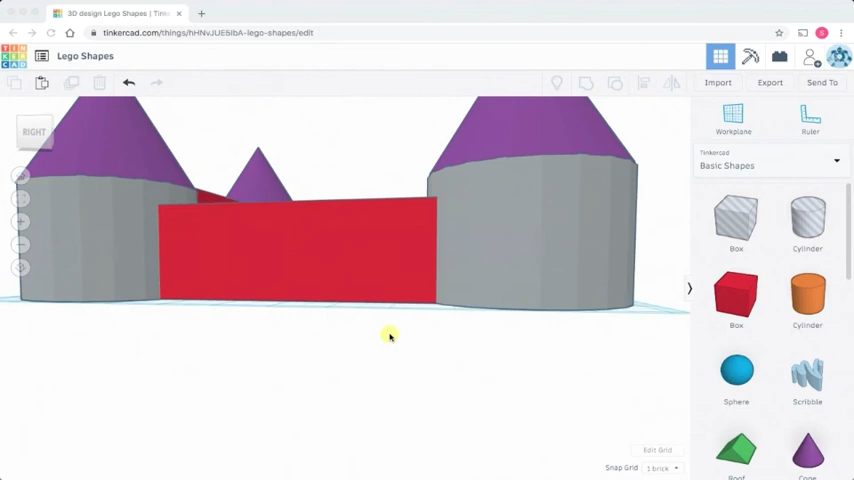 3D design Lego Shapes | Tink
tinkercad.com/things/hHNvJUE5IbA-lego-shapes/edit
S
TIN
KER
CAD
Lego Shapes
Import
Export
Send To
RIGHT
Workplane
Ruler
Tinkercad
Basic Shapes
Box
Cylinder
Box
Cylinder
Sphere
Scribble
Roof
Cone
Edit Grid
Snap Grid
1 brick